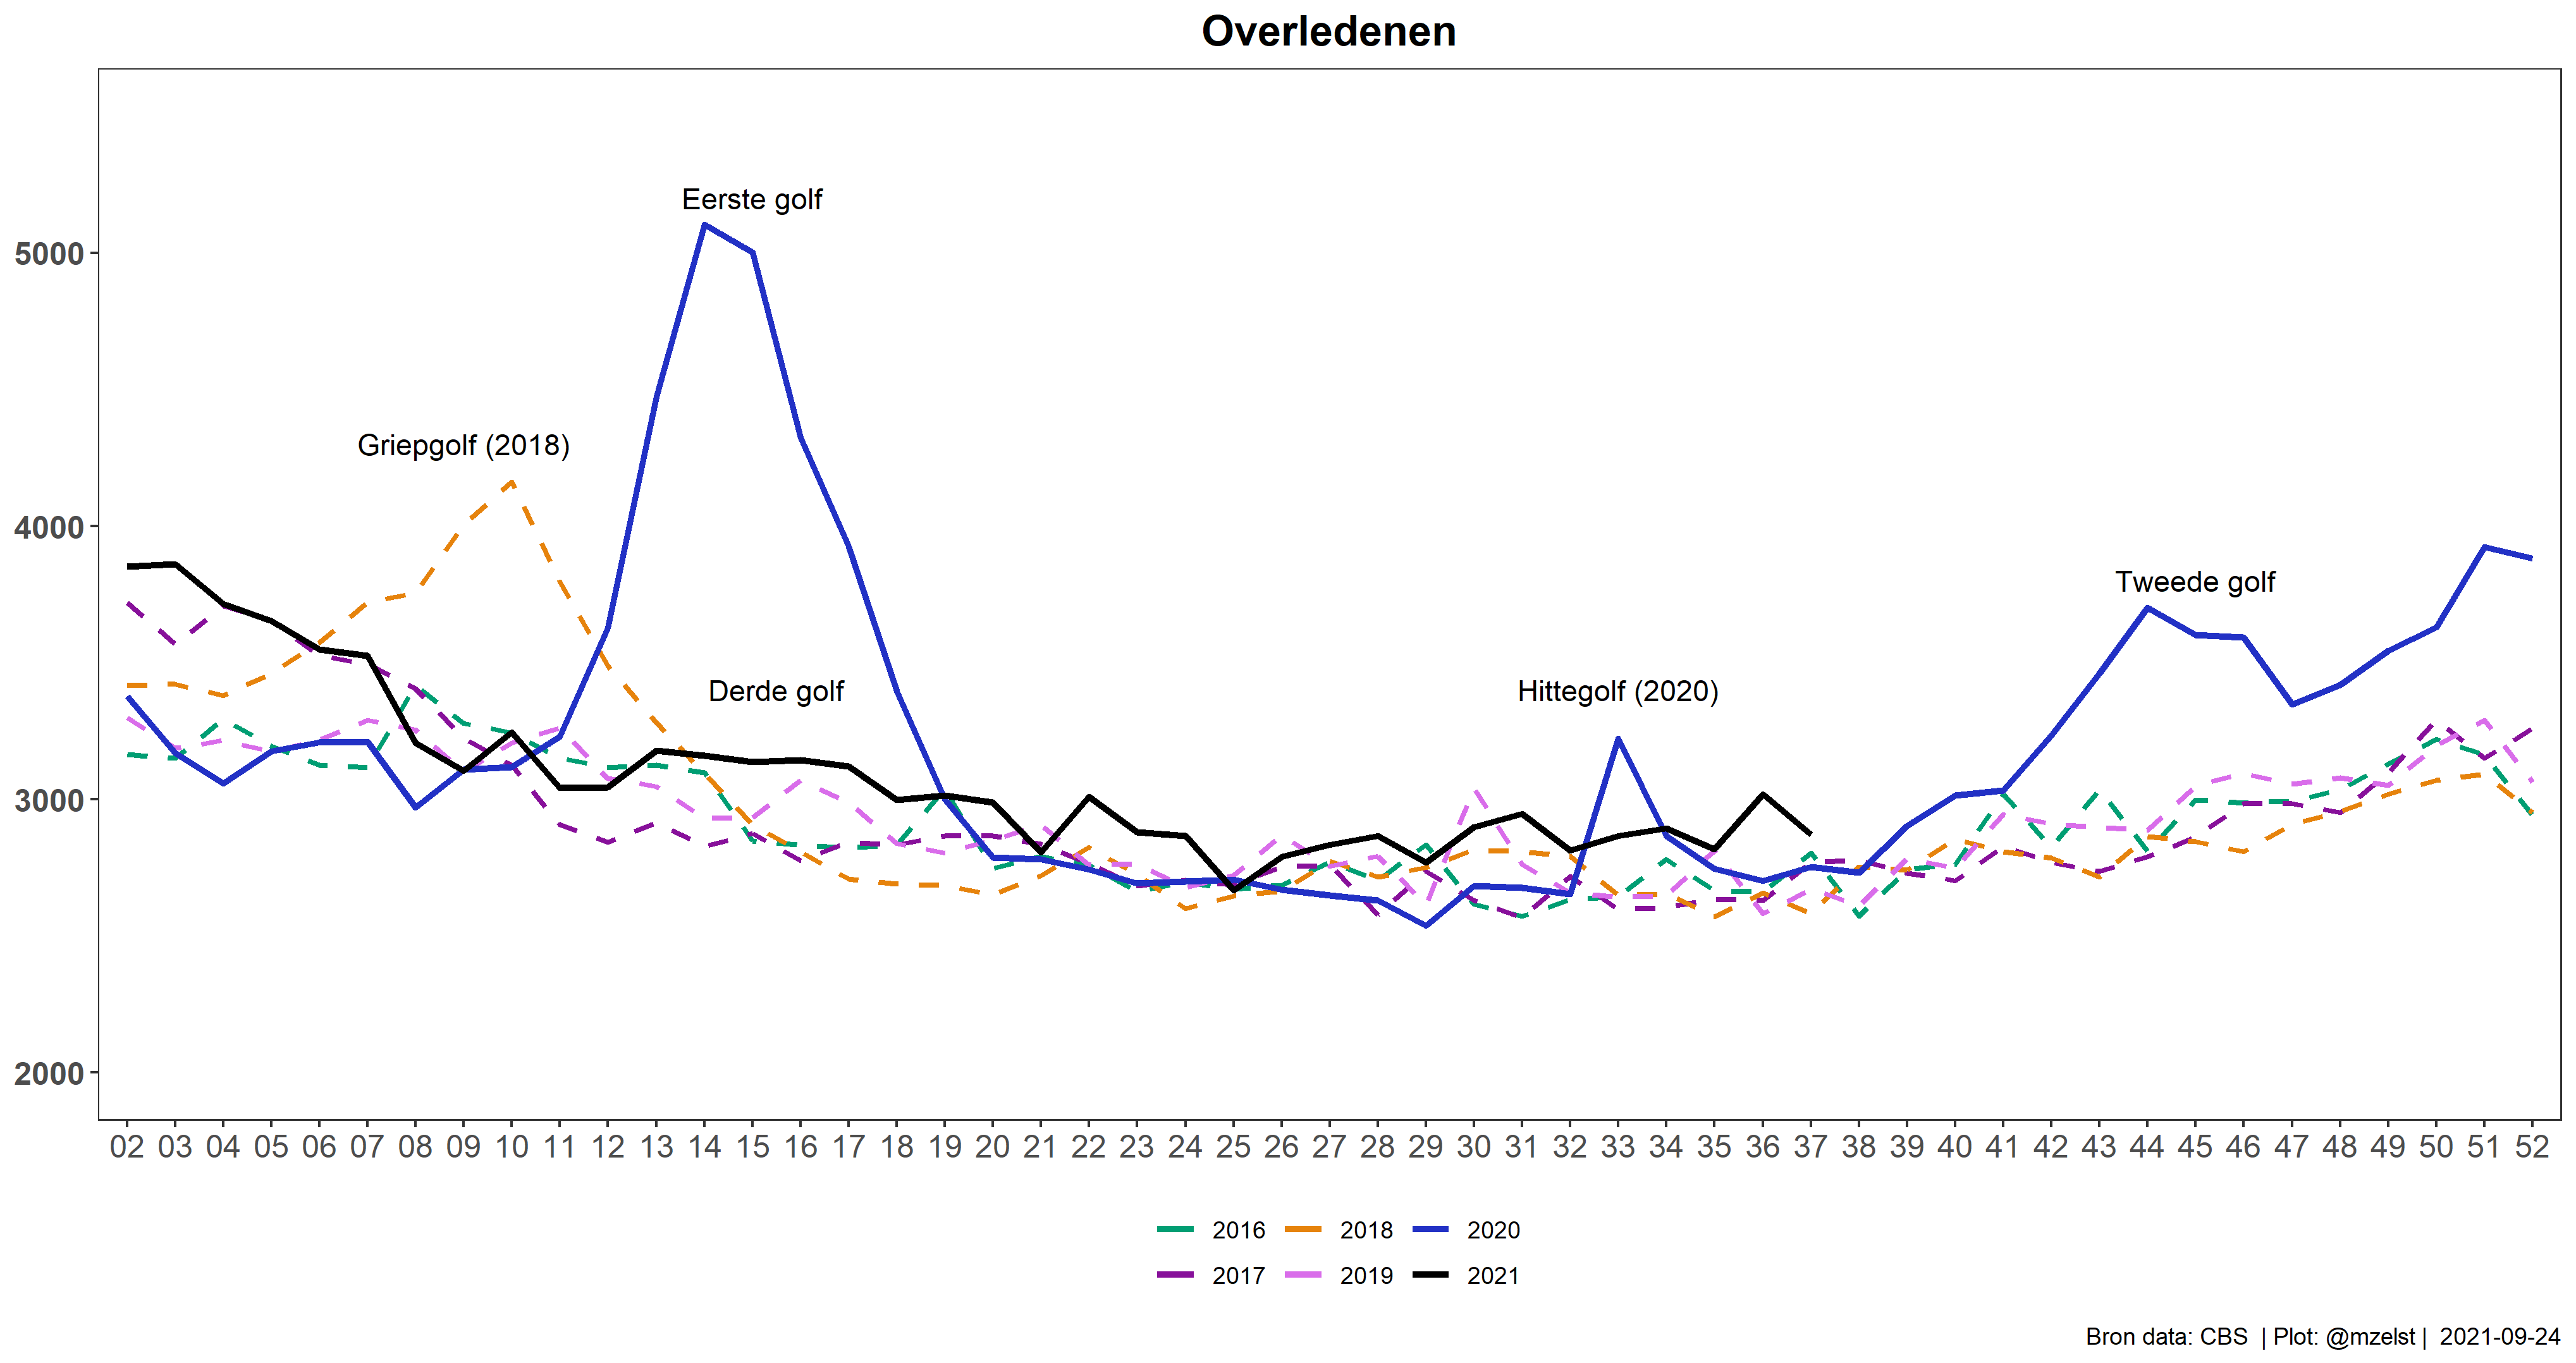 Overledenen
Eerste golf
5000
Griepgolf (2018)
4000
Tweede golf
Derde golf
Hittegolf (2020)
3000
2000
02 03 04 05 06 07 08 09 10 11 12 13 14 15 16 17 18 19 20 21 22 23 24 25 26 27 28 29 30 31 32 33 34 35 36 37 38 39 40 41 42 43 44 45 46 47 48 49 50 51 52
2016 2018 2020
2017 2019 2021
Bron data: CBS | Plot: @mzelst | 2021-09-24